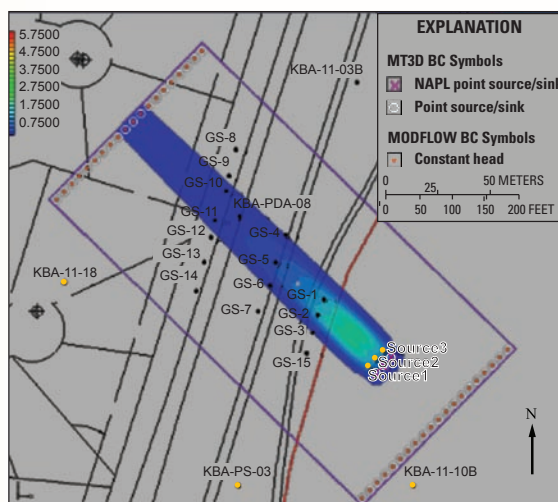 5.7500
4.7500
3.7500
2.7500
1.7500
0.7500
EXPLANATION
MT3D BC Symbols
NAPL point source/sink
Point source/sink
MODFLOW BC Symbols
Constant head
0 50 METERS
25
0 50 100 150 200 FEET
KBA-11-03B
GS-8
GS-9
GS-10
KBA-PDA-08
GS-11
GS-12
GS-4
GS-13
GS-5
KBA-11-18
GS-14
GS-6
GS-1
GS-7
GS-2
GS-3
GS-15
Source3
Source2
Source1
N
KBA-PS-03
KBA-11-10B